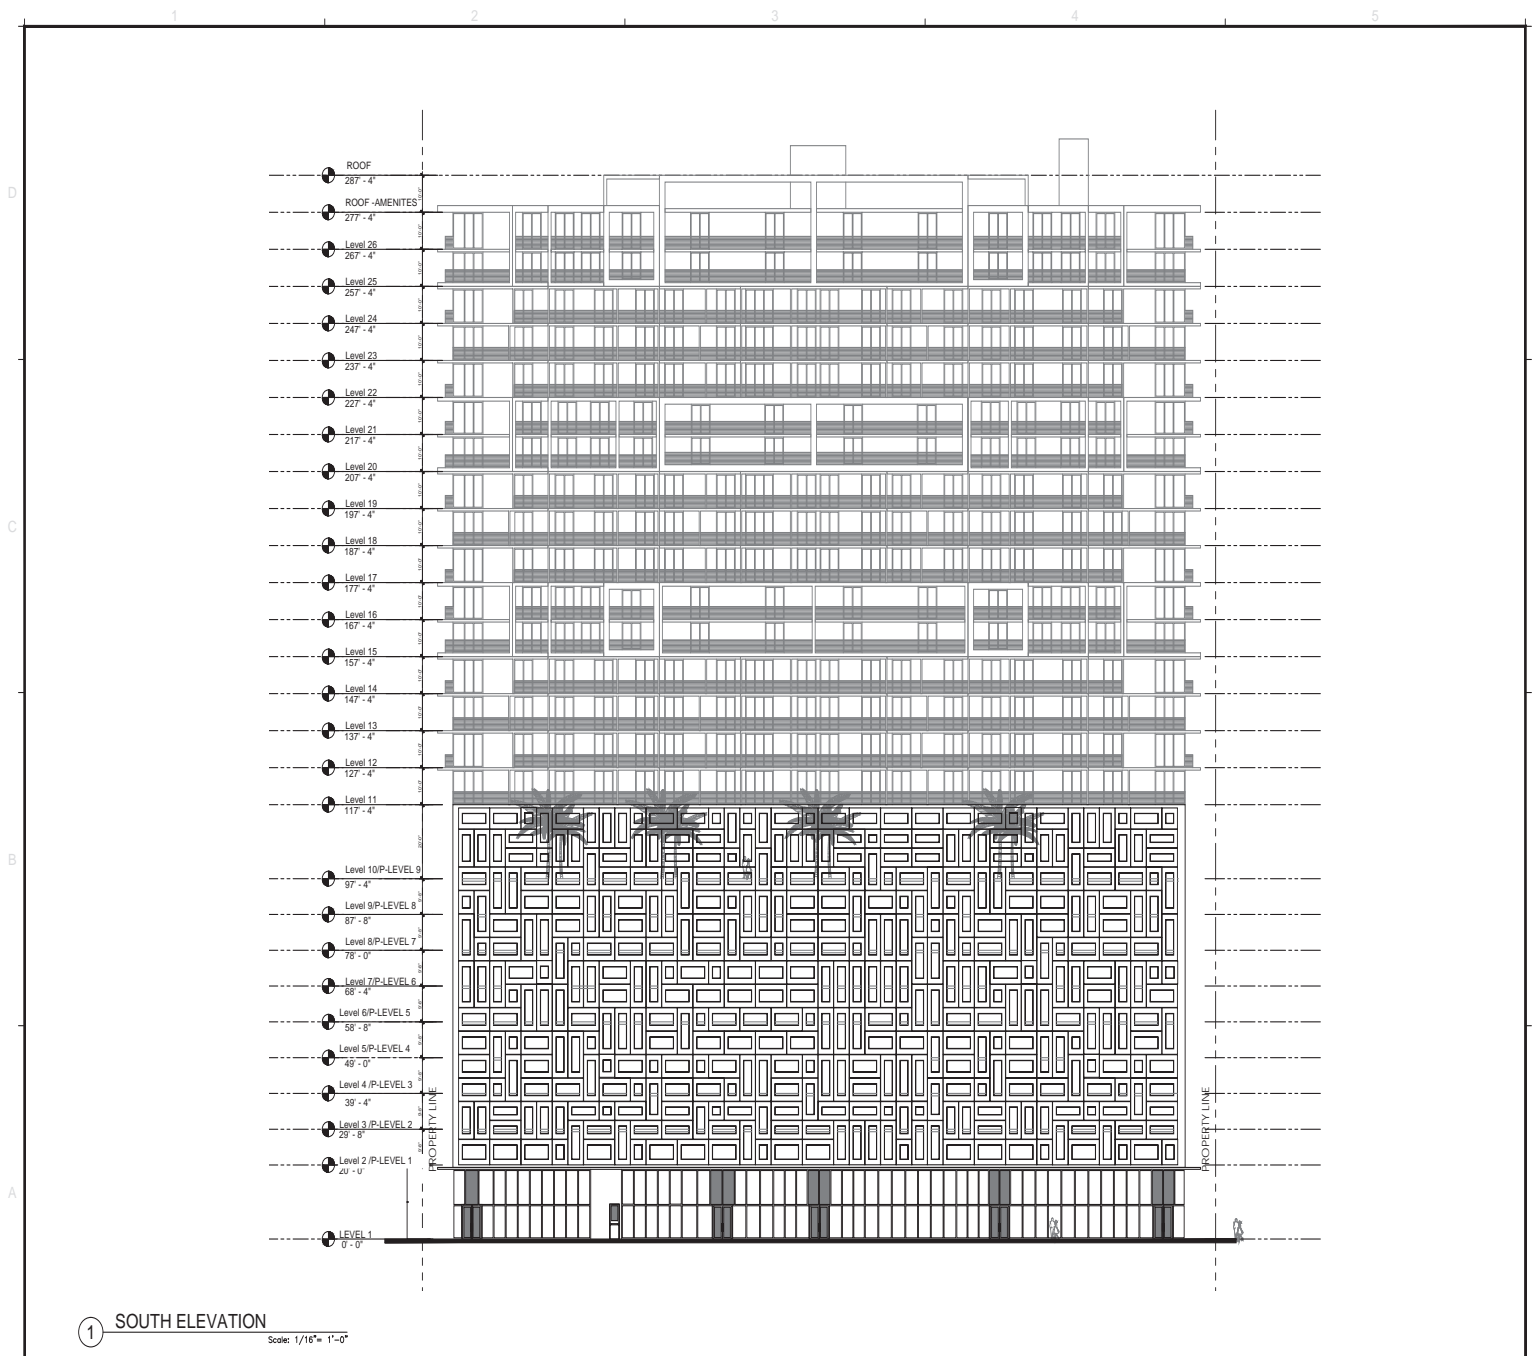 1 2 3 4 5
D
C
B
A
ROOF
287' - 4"
ROOF -AMENITES
277' - 4"
Level 26
267' - 4"
Level 25
257' - 4"
Level 24
247' - 4"
Level 23
237' - 4"
Level 22
227' - 4"
Level 21
217' - 4"
Level 20
207' - 4"
Level 19
197' - 4"
Level 18
187' - 4"
Level 17
177' - 4"
Level 16
167' - 4"
Level 15
157' - 4"
Level 14
147' - 4"
Level 13
137' - 4"
Level 12
127' - 4"
Level 11
117' - 4"
Level 10/P-LEVEL 9
97' - 4"
Level 9/P-LEVEL 8
87' - 8"
Level 8/P-LEVEL 7
78' - 0"
Level 7/P-LEVEL 6
68' - 4"
Level 6/P-LEVEL 5
58' - 8"
Level 5/P-LEVEL 4
49' - 0"
Level 4 /P-LEVEL 3
39' - 4"
Level 3 /P-LEVEL 2
29' - 8"
Level 2 /P-LEVEL 1
20' - 0"
LEVEL 1
0' - 0"
PROPERTY LINE
PROPERTY LINE
1 SOUTH ELEVATION
Scale: 1/16"= 1'-0"